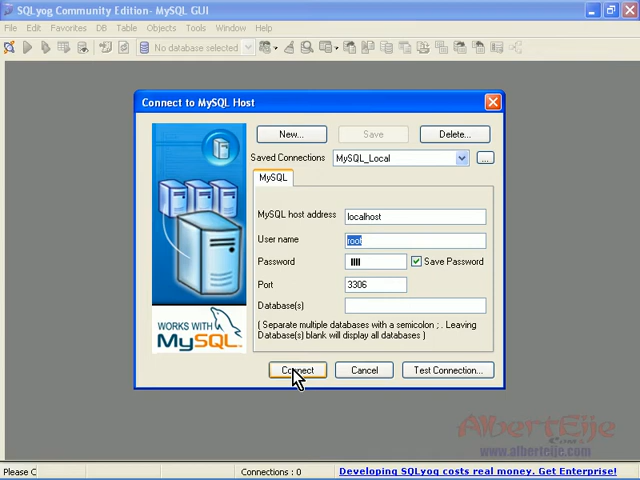 SQLyog Community Edition- MySQL GUI
File Edit Favorites DB Table Objects Tools Window Help
No database selected
Connect to MySQL Host
New... Save Delete...
Saved Connections MySQL_Local ...
MySQL
MySQL host address localhost
User name root
Password Save Password
Port 3306
Database(s)
( Separate multiple databases with a semicolon ; . Leaving
Database(s) blank will display all databases )
WORKS WITH
MySQL
Connect Cancel Test Connection...
AlbertEije
.com
www.alberteije.com
Please C Connections : 0 Developing SQLyog costs real money. Get Enterprise!